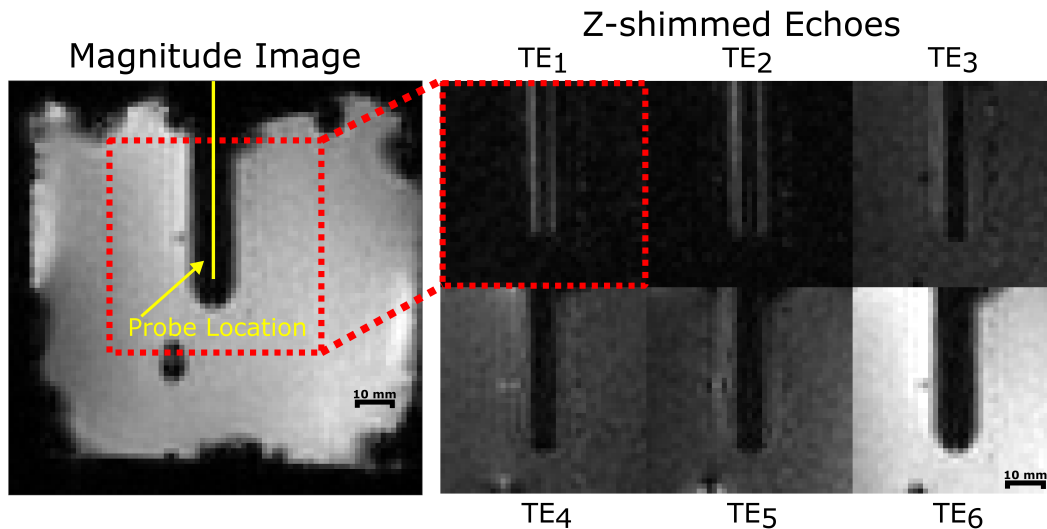 Z-shimmed Echoes
Magnitude Image
TE1 TE2 TE3
Probe Location
10 mm
10 mm
TE4 TE5 TE6